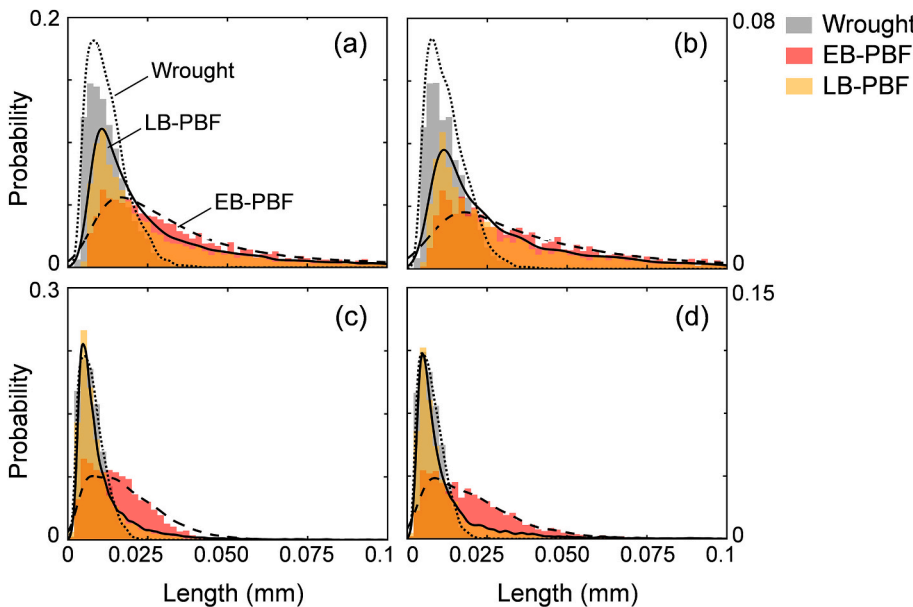 0.2
(a)
(b)
0.08
Wrought
EB-PBF
LB-PBF
Probability
Wrought
LB-PBF
EB-PBF
0
0
0.3
(c)
(d)
0.15
Probability
0
0
0 0.025 0.05 0.075 0.1
0 0.025 0.05 0.075 0.1
Length (mm)
Length (mm)